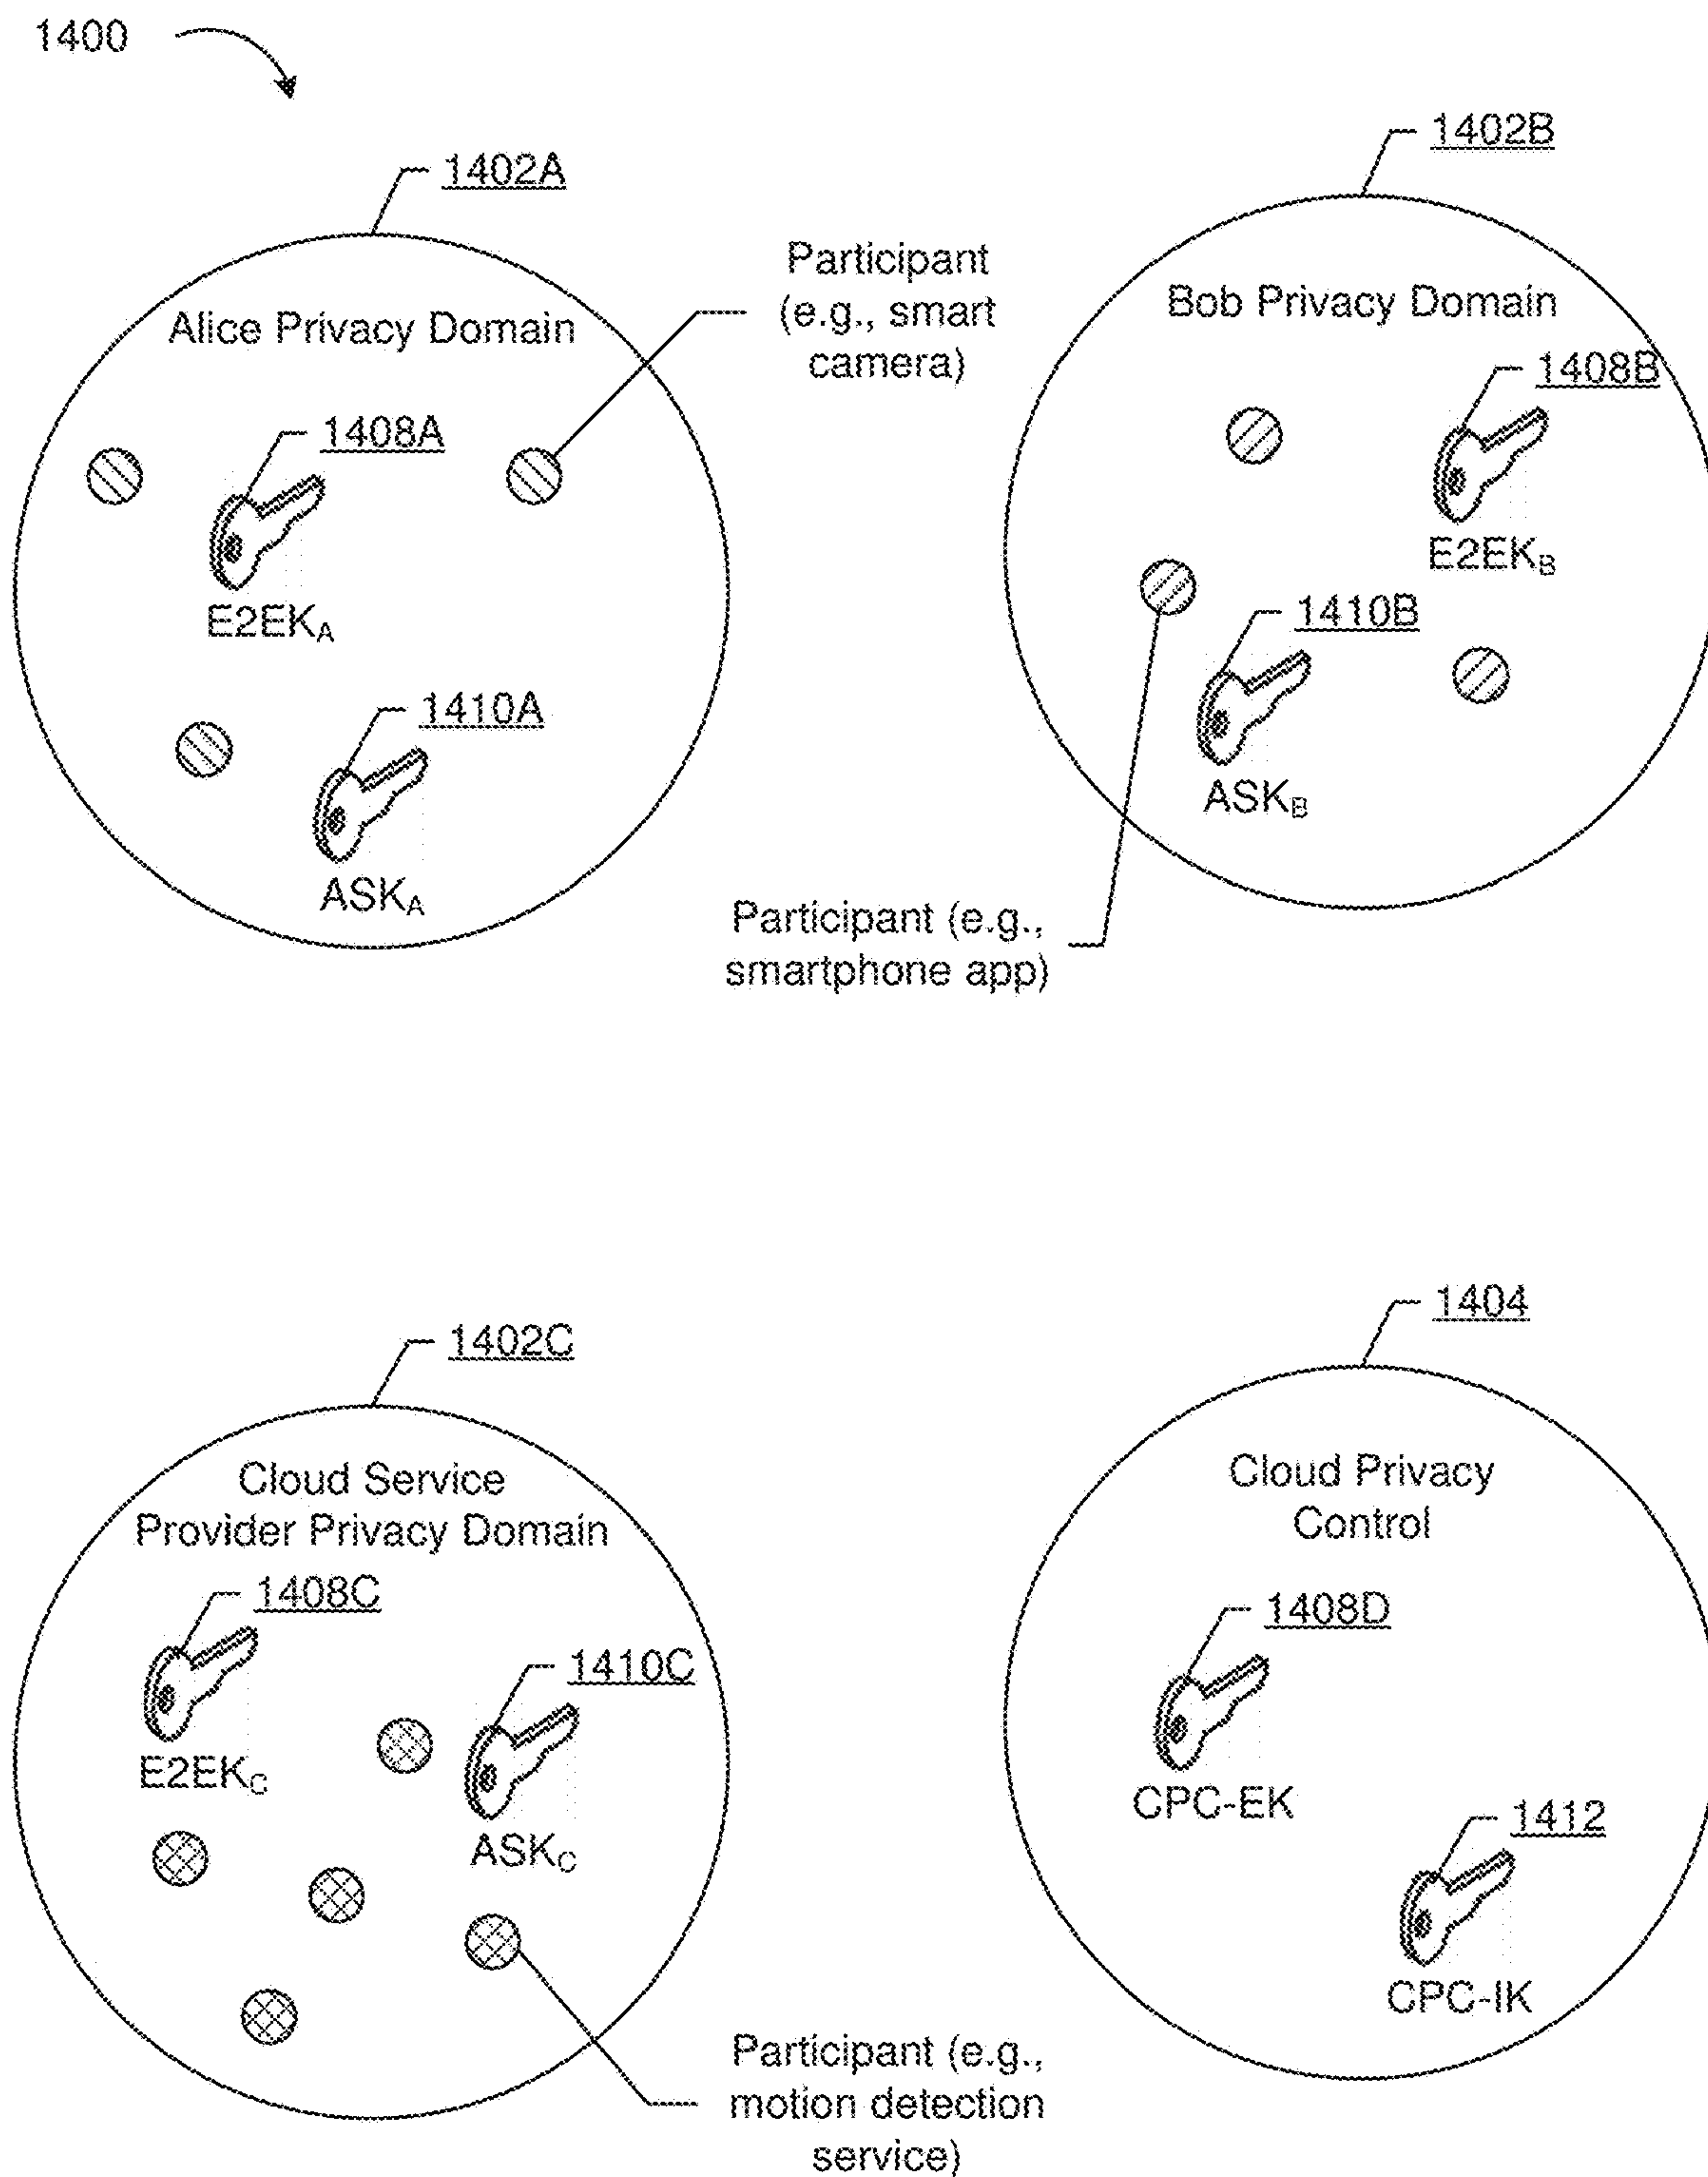 1400
1402B
1402A
Participant
(e.g., smart
camera)
Alice Privacy Domain
Bob Privacy Domain
1408B
1408A
E2EKB
E2EKA
1410B
1410A
ASKB
ASKA
Participant (e.g.,
smartphone app)
1404
1402C
Cloud Service
Provider Privacy Domain
Cloud Privacy
Control
1408C
1408D
1410C
E2EKC
CPC-EK
ASKC
1412
CPC-IK
Participant (e.g.,
motion detection
service)